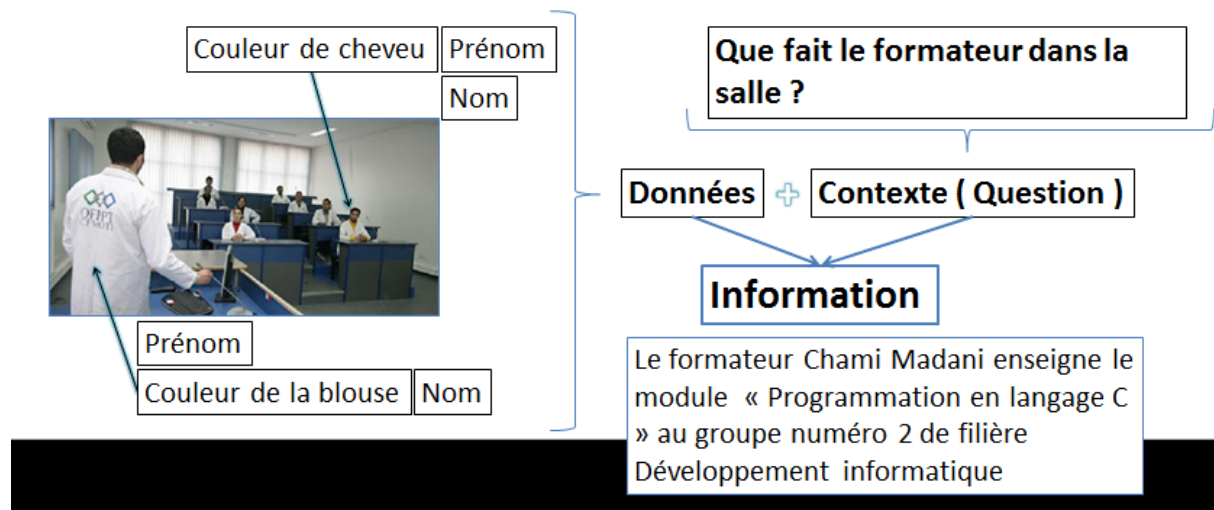 Couleur de cheveu
Prénom
Nom
OFPPT
Prénom
Couleur de la blouse
Nom
Que fait le formateur dans la
salle ?
Données
Contexte ( Question )
Information
Le formateur Chami Madani enseigne le
module « Programmation en langage C
» au groupe numéro 2 de filière
Développement informatique